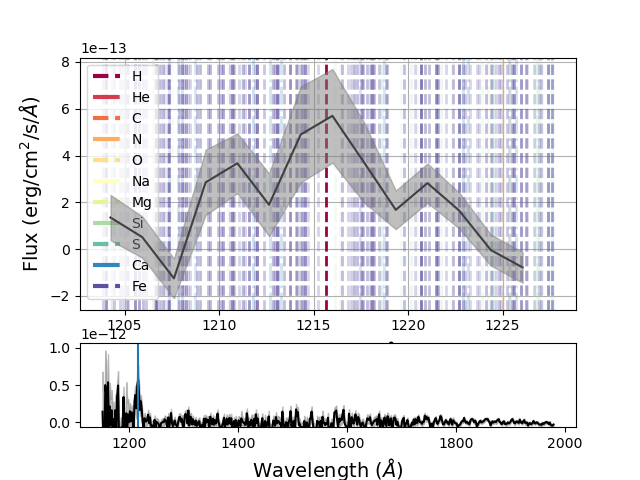 1e−13
8
6
4
2
0
−2
Flux (erg/cm²/s/Å)
H
He
C
N
O
Na
Mg
Si
S
Ca
Fe
1205 1210 1215 1220 1225
1e−12
1.0
0.5
0.0
1200 1400 1600 1800 2000
Wavelength (Å)